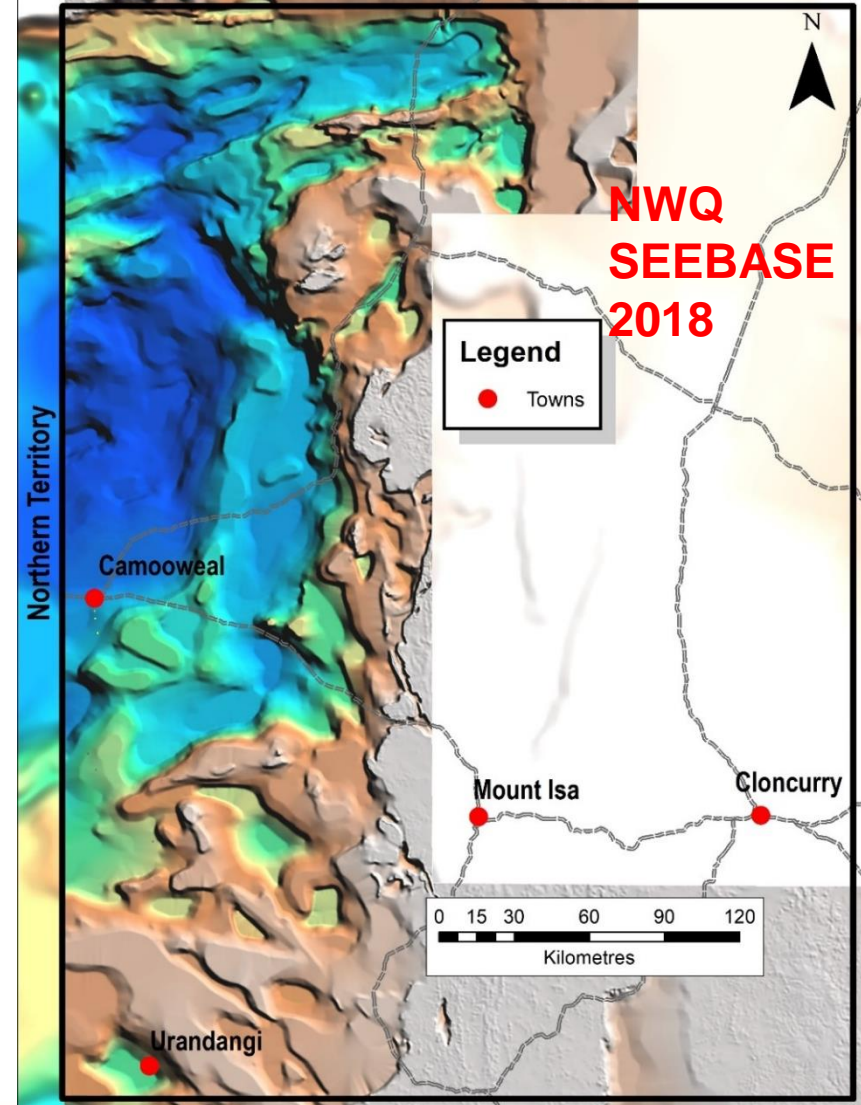 N
NWQ
SEEBASE
2018
Legend
Towns
Northern Territory
Camooweal
Mount Isa
Cloncurry
0 15 30 60 90 120
Kilometres
Urandangi